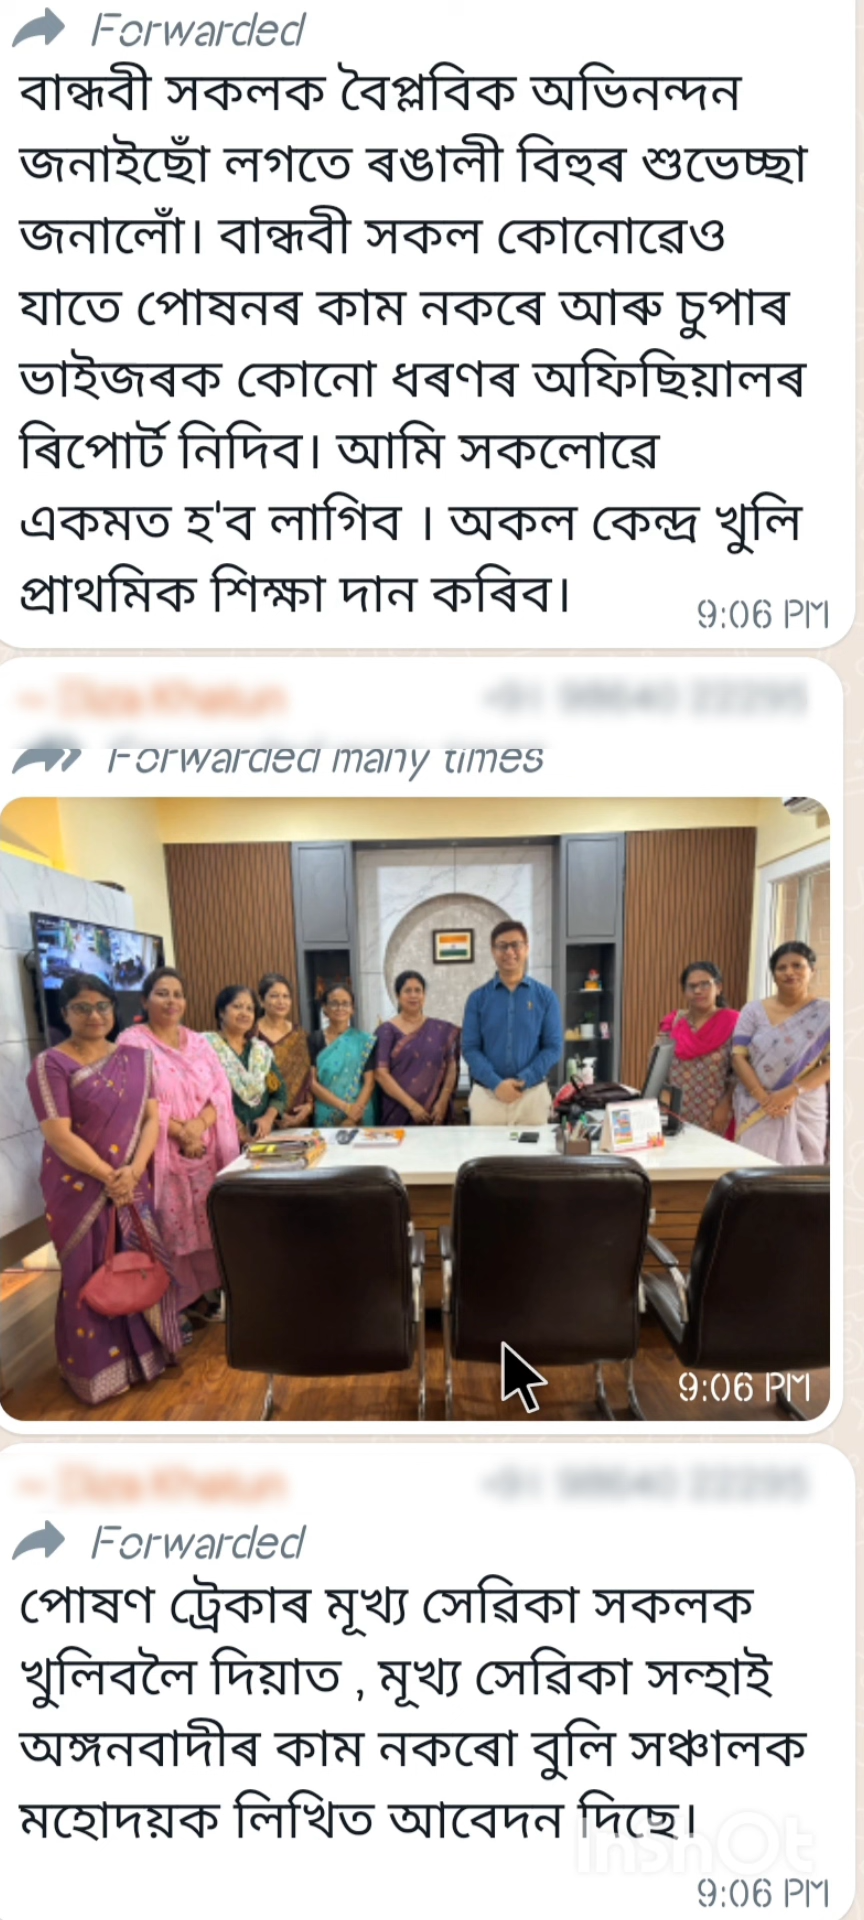 Forwarded
বান্ধবী সকলক বৈপ্লবিক অভিনন্দন
জনাইছোঁ লগতে ৰঙালী বিহুৰ শুভেচ্ছা
জনালোঁ। বান্ধবী সকল কোনোৱেও
যাতে পোষনৰ কাম নকৰে আৰু চুপাৰ
ভাইজৰক কোনো ধৰণৰ অফিছিয়ালৰ
ৰিপোৰ্ট নিদিব। আমি সকলোৱে
একমত হ'ব লাগিব । অকল কেন্দ্ৰ খুলি
প্ৰাথমিক শিক্ষা দান কৰিব।
9:06 PM
Forwarded many times
9:06 PM
Forwarded
পোষণ ট্ৰেকাৰ মূখ্য সেৱিকা সকলক
খুলিবলৈ দিয়াত , মূখ্য সেৱিকা সন্হাই
অঙ্গনবাদীৰ কাম নকৰো বুলি সঞ্চালক
মহোদয়ক লিখিত আবেদন দিছে।
InShOt
9:06 PM